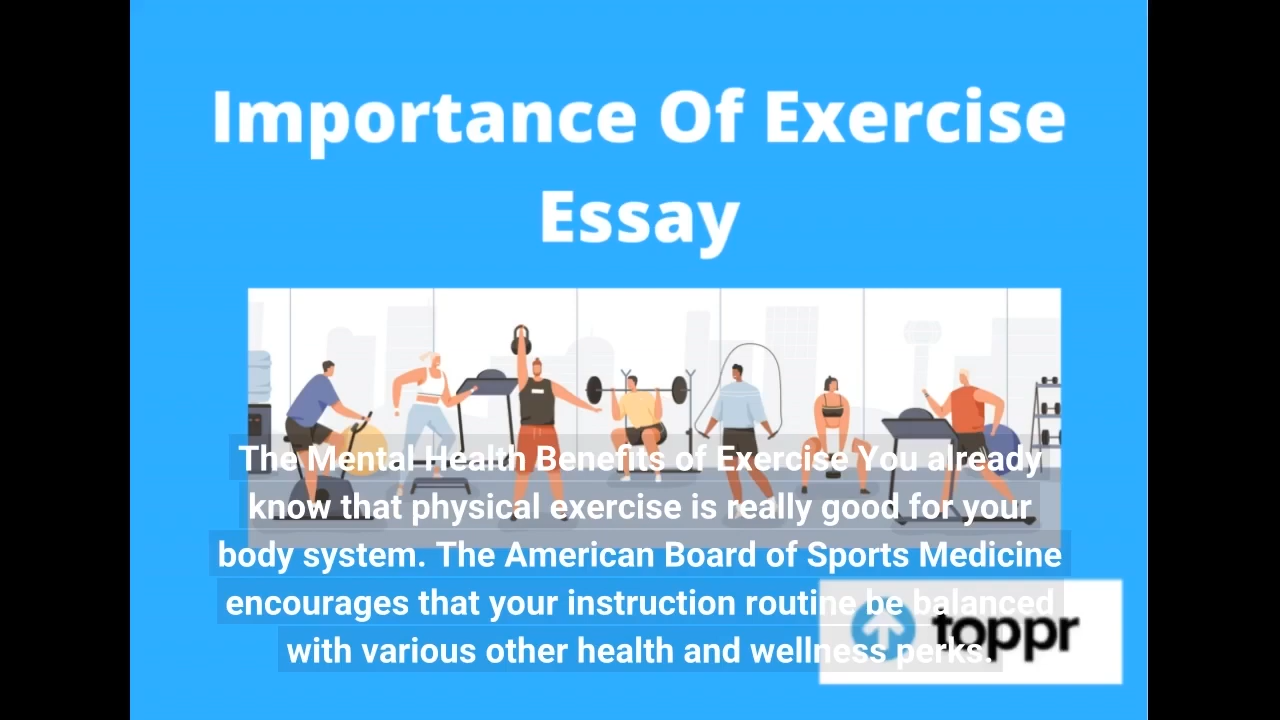 Importance Of Exercise
Essay
The Mental Health Benefits of Exercise You already
know that physical exercise is really good for your
body system. The American Board of Sports Medicine
encourages that your instruction routine be balanced
with various other health and wellness perks.
toppr